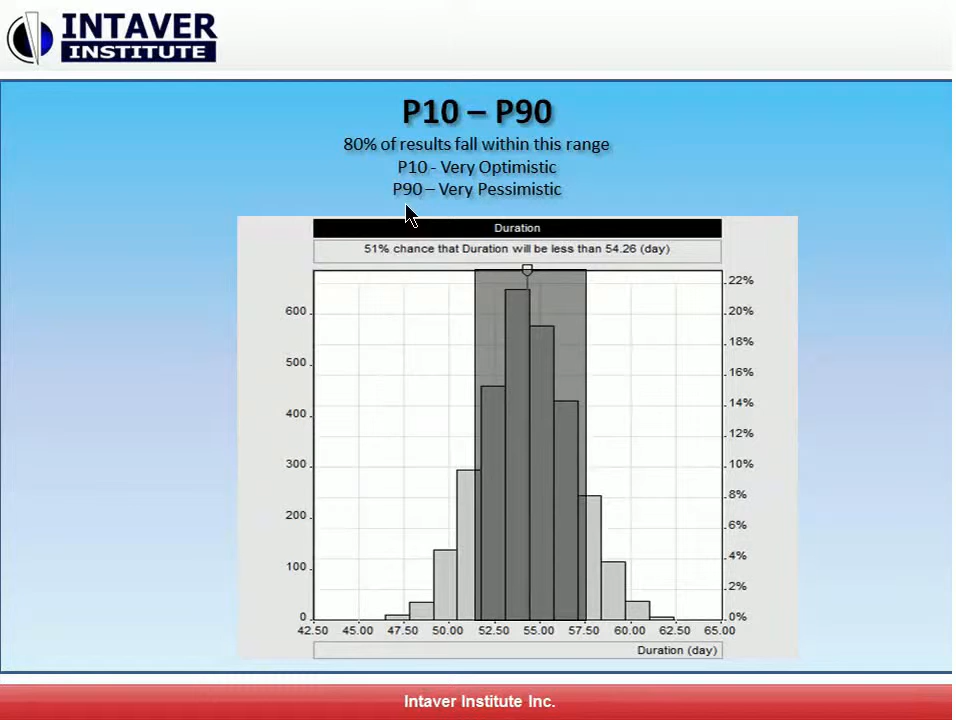 INTAVER
INSTITUTE
P10 – P90
80% of results fall within this range
P10 - Very Optimistic
P90 – Very Pessimistic
Duration
51% chance that Duration will be less than 54.26 (day)
22%
600
20%
18%
500
16%
400
14%
12%
300
10%
8%
200
6%
100
4%
2%
0
0%
42.50 45.00 47.50 50.00 52.50 55.00 57.50 60.00 62.50 65.00
Duration (day)
Intaver Institute Inc.